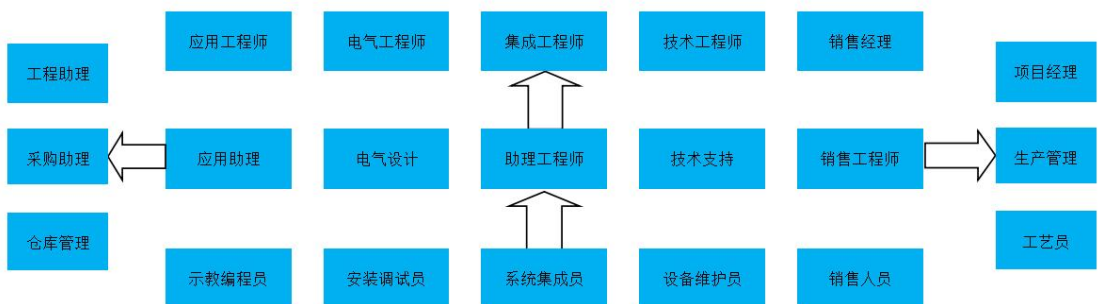 应用工程师
电气工程师
集成工程师
技术工程师
销售经理
工程助理
项目经理
采购助理
应用助理
电气设计
助理工程师
技术支持
销售工程师
生产管理
仓库管理
工艺员
示教编程员
安装调试员
系统集成员
设备维护员
销售人员